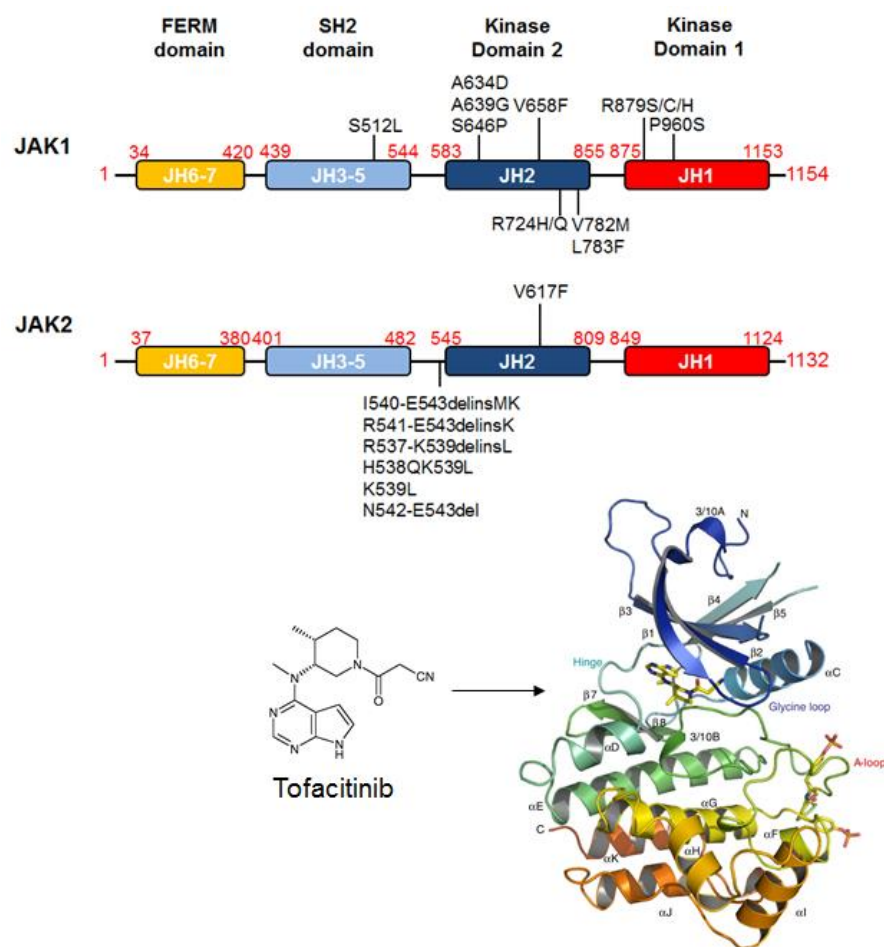 FERM domain
SH2 domain
Kinase Domain 2
Kinase Domain 1
JAK1
A634D
A639G
S646P
V658F
R879S/C/H
P960S
S512L
34
420
439
544
583
855
875
1153
1
JH6-7
JH3-5
JH2
JH1
1154
R724H/Q
V782M
L783F
JAK2
V617F
37
380
401
482
545
809
849
1124
1
JH6-7
JH3-5
JH2
JH1
1132
I540-E543delinsMK
R541-E543delinsK
R537-K539delinsL
H538QK539L
K539L
N542-E543del
3/10A
N
β4
β3
β5
β1
β2
Hinge
αC
β7
Glycine loop
β8
3/10B
αD
A-loop
αE
αG
C
αF
αK
αH
αJ
αI
N
N
CN
O
N
N
N
H
Tofacitinib